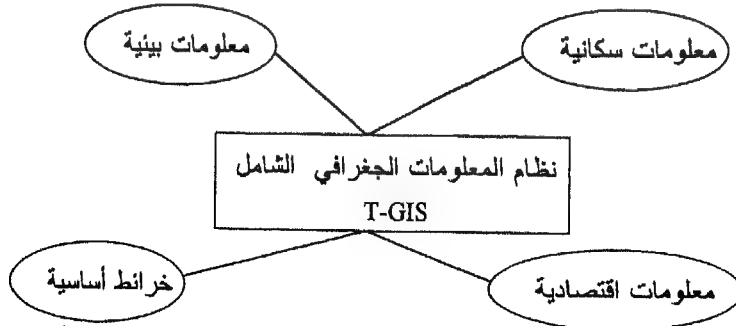 معلومات سكانية
معلومات بيئية
نظام المعلومات الجغرافي الشامل
T-GIS
معلومات اقتصادية
خرائط أساسية